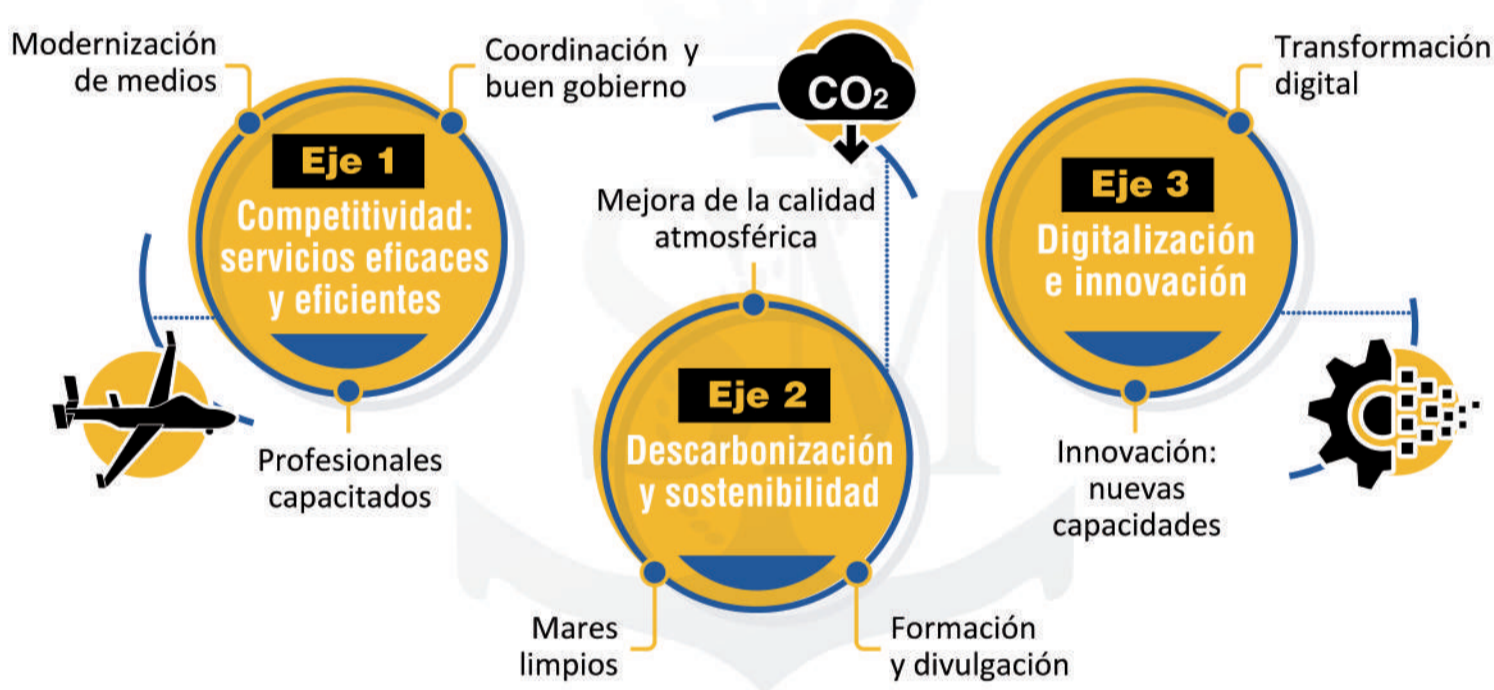 Modernización
de medios
Coordinación y
buen gobierno
Eje 1
Competitividad:
servicios eficaces
y eficientes
Profesionales
capacitados
CO₂
Mejora de la calidad
atmosférica
Eje 2
Descarbonización
y sostenibilidad
Mares
limpios
Formación
y divulgación
Transformación
digital
Eje 3
Digitalización
e innovación
Innovación:
nuevas
capacidades
SM